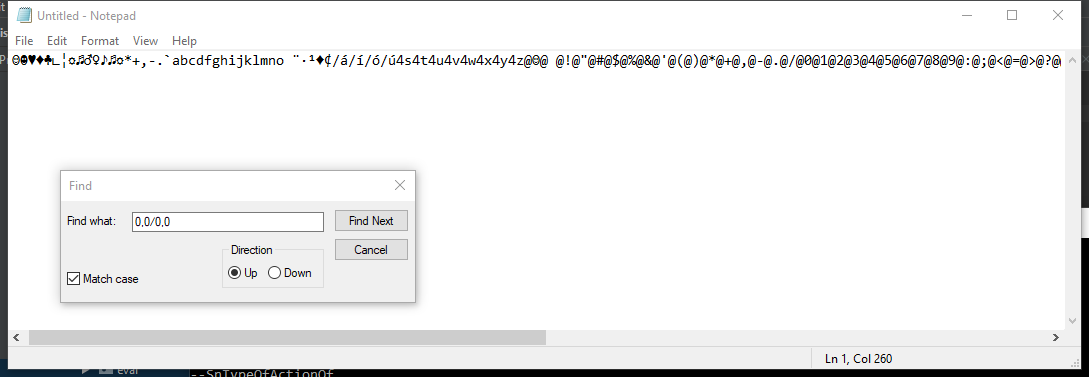 Untitled - Notepad
File Edit Format View Help
☺☻♥♦♣∟¦¤♫♂♀♪♫¤*+,-.`abcdfghijklmno ¨·¹♦₵/á/í/ó/ú4s4t4u4v4w4x4y4z@☺@ @!@"@#@$@%@&@'@(@)@*@+@,@-@.@/@0@1@2@3@4@5@6@7@8@9@:@;@<@=@>@?@
Find
Find what: 0,0/0,0
Find Next
Direction
Cancel
Up Down
Match case
Ln 1, Col 260
eval
--SpTypeOfActionOf